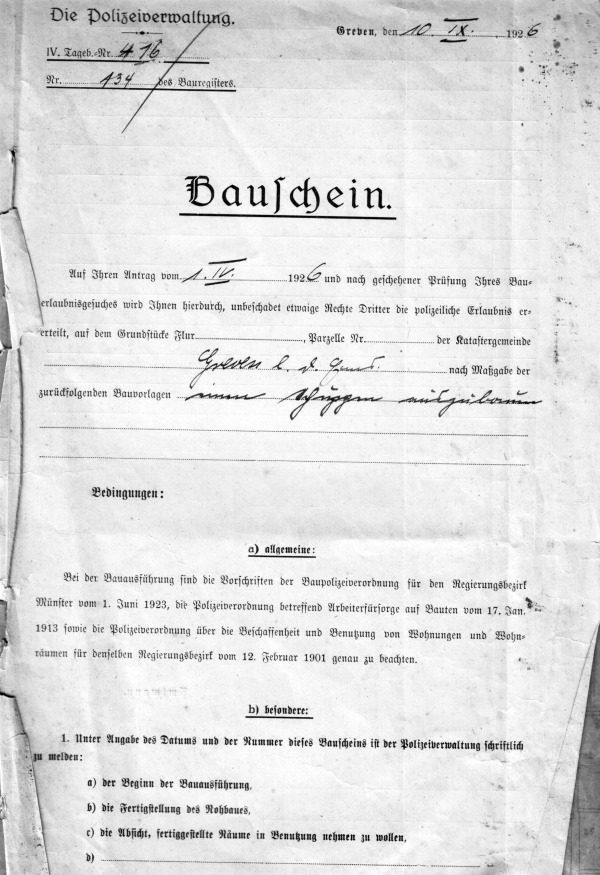 Die Polizeiverwaltung.
Greven, den 10. IX. 1926
IV. Tageb.-Nr. 416
Nr. 434 des Bauregisters.
Bauschein.
Auf Ihren Antrag vom 1. IV. 1926 und nach geschehener Prüfung Ihres Bau-
erlaubnisgesuches wird Ihnen hierdurch, unbeschadet etwaige Rechte Dritter die polizeiliche Erlaubnis er-
erteilt, auf dem Grundstücke Flur , Parzelle Nr. der Katastergemeinde
Greven nach Maßgabe der
zurückfolgenden Bauvorlagen einen Schuppen auszubauen
Bedingungen:
a) allgemeine:
Bei der Bauausführung sind die Vorschriften der Baupolizeiverordnung für den Regierungsbezirk
Münster vom 1. Juni 1923, die Polizeiverordnung betreffend Arbeiterfürsorge auf Bauten vom 17. Jan.
1913 sowie die Polizeiverordnung über die Beschaffenheit und Benutzung von Wohnungen und Wohn-
räumen für denselben Regierungsbezirk vom 12. Februar 1901 genau zu beachten.
b) besondere:
1. Unter Angabe des Datums und der Nummer dieses Bauscheins ist der Polizeiverwaltung schriftlich
zu melden:
a) der Beginn der Bauausführung,
b) die Fertigstellung des Rohbaues,
c) die Absicht, fertiggestellte Räume in Benutzung nehmen zu wollen,
d)